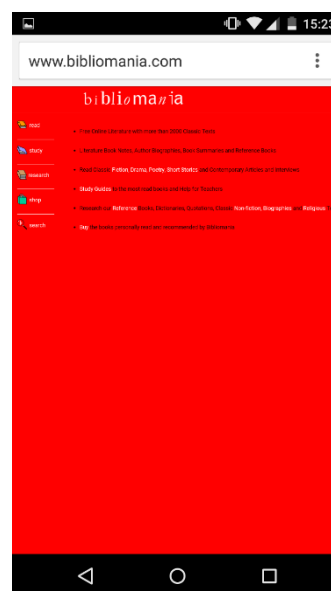 15:23
www.bibliomania.com
bibliomania
read
Free Online Literature with more than 2000 Classic Texts
study
Literature Book Notes, Author Biographies, Book Summaries and Reference Books
Read Classic Fiction, Drama, Poetry, Short Stories and Contemporary Articles and Interviews
research
Study Guides to the most read books and Help for Teachers
shop
Research our Reference Books, Dictionaries, Quotations, Classic Non-fiction, Biographies and Religious
search
Buy the books personally read and recommended by bibliomania